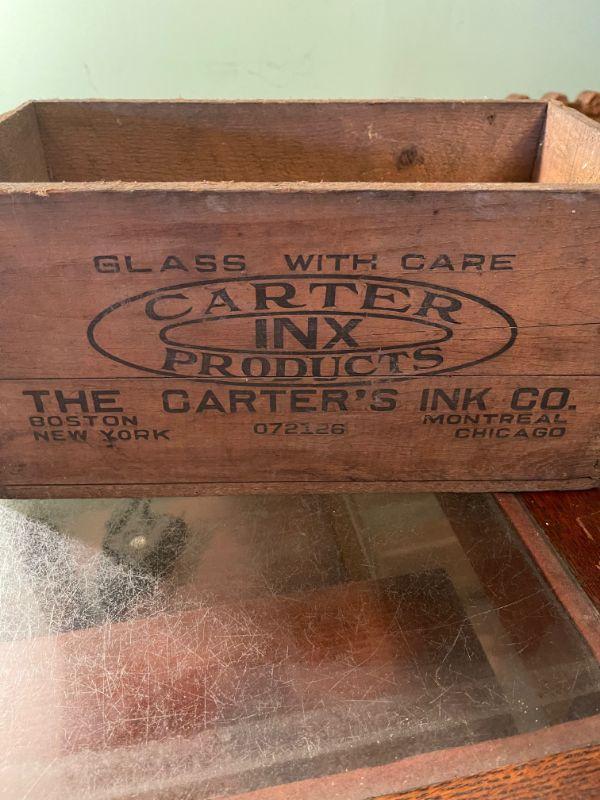 GLASS WITH CARE
CARTER
INX
PRODUCTS
THE CARTER'S INK CO.
BOSTON
NEW YORK
072126
MONTREAL
CHICAGO